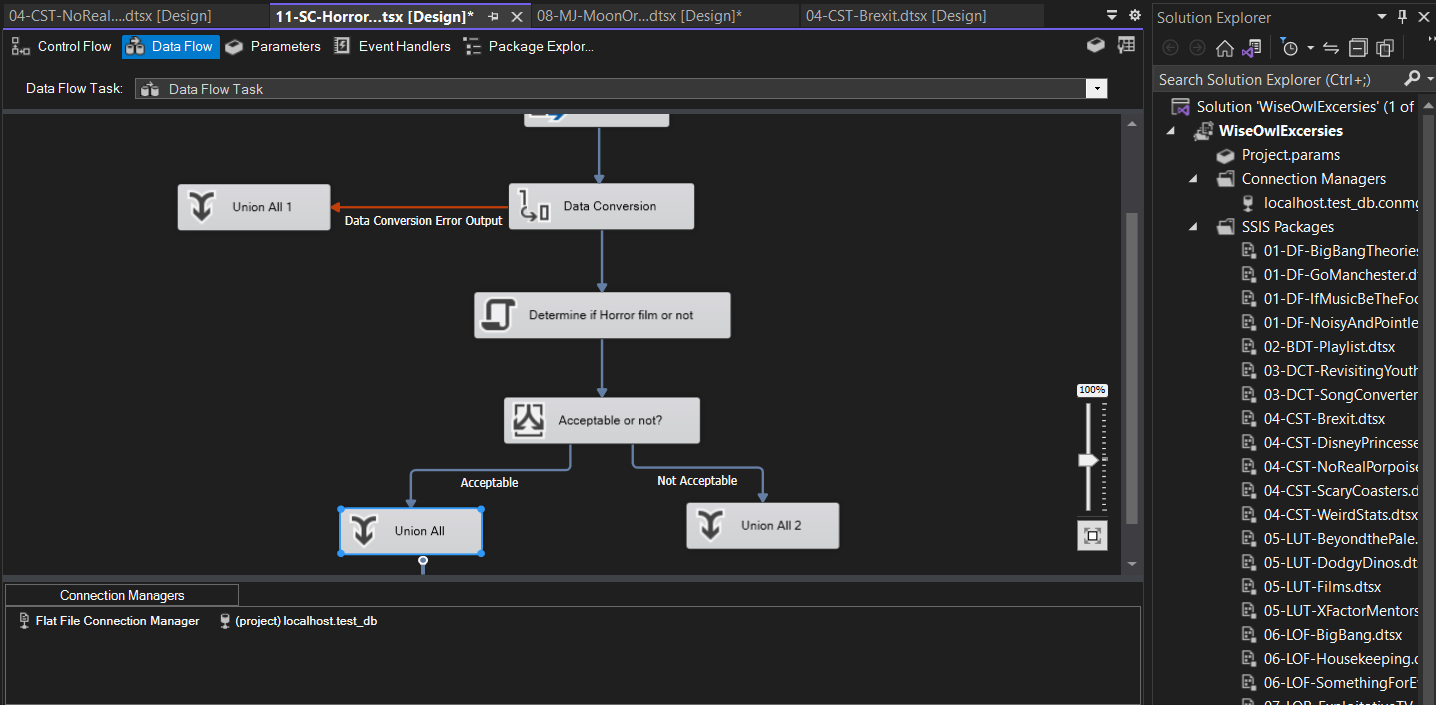 04-CST-NoReal....dtsx [Design]
11-SC-Horror...tsx [Design]*
08-MJ-MoonOr...dtsx [Design]*
04-CST-Brexit.dtsx [Design]
Control Flow
Data Flow
Parameters
Event Handlers
Package Explor...
Data Flow Task:
Data Flow Task
Union All 1
Data Conversion Error Output
Data Conversion
Determine if Horror film or not
Acceptable or not?
Acceptable
Not Acceptable
Union All
Union All 2
100%
Connection Managers
Flat File Connection Manager
(project) localhost.test_db
Solution Explorer
Search Solution Explorer (Ctrl+;)
Solution 'WiseOwlExcersies' (1 of
WiseOwlExcersies
Project.params
Connection Managers
localhost.test_db.conmg
SSIS Packages
01-DF-BigBangTheories
01-DF-GoManchester.dt
01-DF-IfMusicBeTheFoo
01-DF-NoisyAndPointle
02-BDT-Playlist.dtsx
03-DCT-RevisitingYouth
03-DCT-SongConverter
04-CST-Brexit.dtsx
04-CST-DisneyPrincesse
04-CST-NoRealPorpoise
04-CST-ScaryCoasters.d
04-CST-WeirdStats.dtsx
05-LUT-BeyondthePale.
05-LUT-DodgyDinos.dt
05-LUT-Films.dtsx
05-LUT-XFactorMentors
06-LOF-BigBang.dtsx
06-LOF-Housekeeping.d
06-LOF-SomethingForE